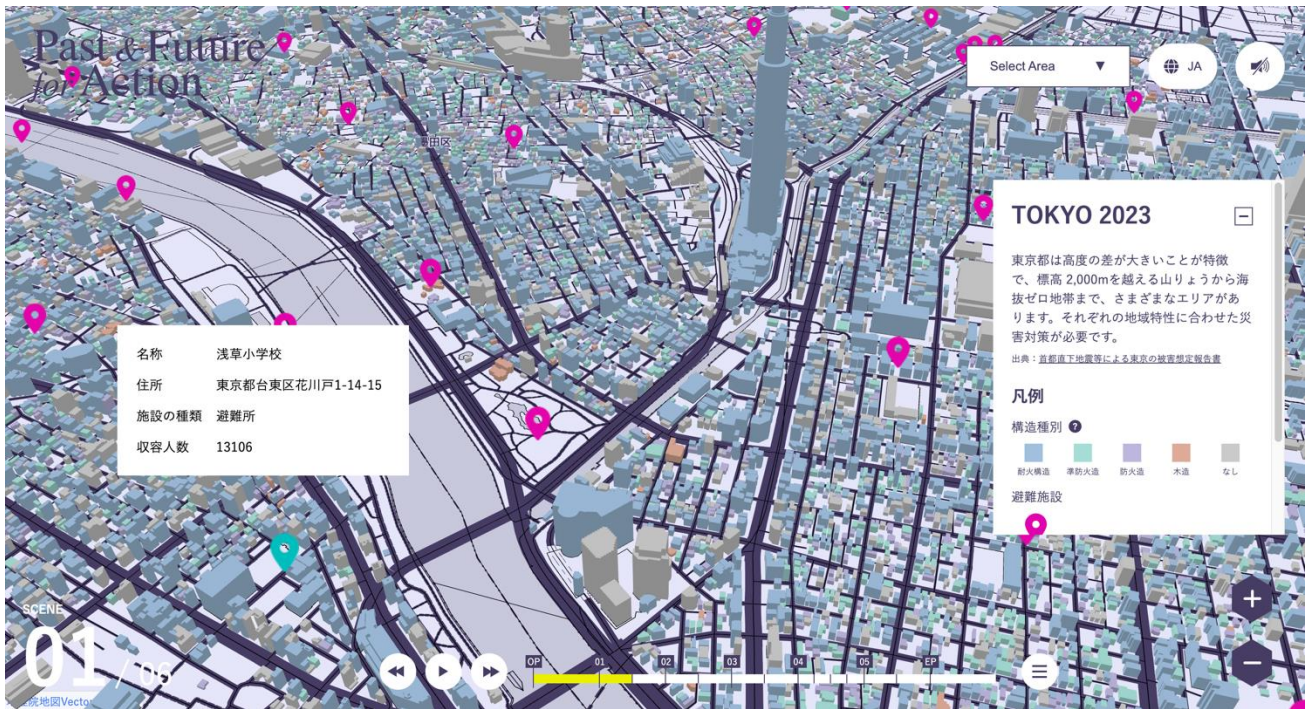 Past & Future
for Action
Select Area ▼
JA
田区
TOKYO 2023
東京都は高度の差が大きいことが特徴
で、標高 2,000mを越える山りょうから海
抜ゼロ地帯まで、さまざまなエリアがあ
ります。それぞれの地域特性に合わせた災
害対策が必要です。
出典：首都直下地震等による東京の被害想定報告書
凡例
構造種別 ?
耐火構造 準防火造 防火造 木造 なし
避難施設
名称 浅草小学校
住所 東京都台東区花川戸1-14-15
施設の種類 避難所
収容人数 13106
SCENE
01 / 06
OP 01 02 03 04 05 EP
院地図Vector